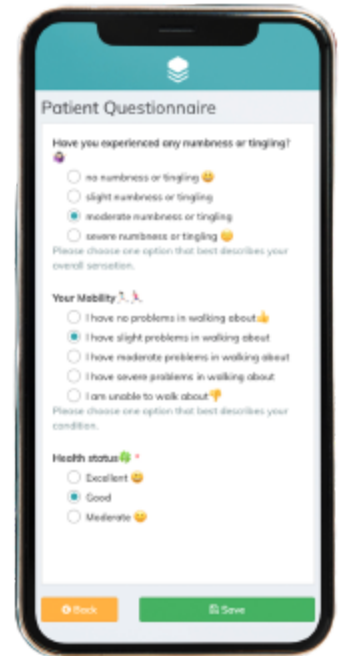 Patient Questionnaire
Have you experienced any numbness or tingling?
no numbness or tingling 😀
slight numbness or tingling
moderate numbness or tingling
severe numbness or tingling
Please choose one option that best describes your
overall sensation.
Your Mobility
I have no problems in walking about👍
I have slight problems in walking about
I have moderate problems in walking about
I have severe problems in walking about
I am unable to walk about👎
Please choose one option that best describes your
condition.
Health status🍀 *
Excellent 😀
Good
Moderate
Back
Save